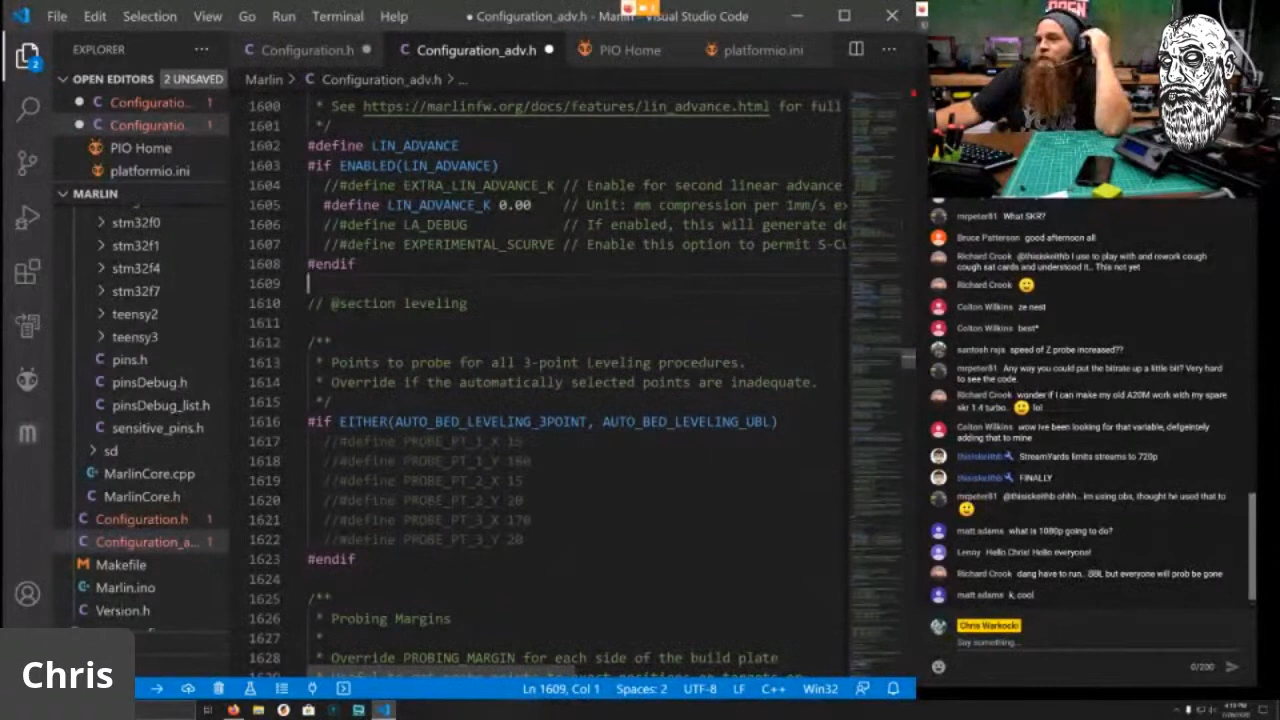 File Edit Selection View Go Run Terminal Help
Configuration_adv.h - Marlin - Visual Studio Code
EXPLORER
OPEN EDITORS 2 UNSAVED
Configuratio... 1
Configuratio... 1
PIO Home
platformio.ini
MARLIN
stm32f0
stm32f1
stm32f4
stm32f7
teensy2
teensy3
pins.h
pinsDebug.h
pinsDebug_list.h
sensitive_pins.h
sd
MarlinCore.cpp
MarlinCore.h
Configuration.h 1
Configuration_a... 1
Makefile
Marlin.ino
Version.h
Configuration.h
Configuration_adv.h
PIO Home
platformio.ini
Marlin > Configuration_adv.h > ...
1600 * See https://marlinfw.org/docs/features/lin_advance.html for full
1601 */
1602 #define LIN_ADVANCE
1603 #if ENABLED(LIN_ADVANCE)
1604 //#define EXTRA_LIN_ADVANCE_K // Enable for second linear advance
1605 #define LIN_ADVANCE_K 0.00 // Unit: mm compression per 1mm/s ex
1606 //#define LA_DEBUG // If enabled, this will generate de
1607 //#define EXPERIMENTAL_SCURVE // Enable this option to permit S-Cu
1608 #endif
1609
1610 // @section leveling
1611
1612 /**
1613 * Points to probe for all 3-point Leveling procedures.
1614 * Override if the automatically selected points are inadequate.
1615 */
1616 #if EITHER(AUTO_BED_LEVELING_3POINT, AUTO_BED_LEVELING_UBL)
1617 //#define PROBE_PT_1_X 15
1618 //#define PROBE_PT_1_Y 180
1619 //#define PROBE_PT_2_X 15
1620 //#define PROBE_PT_2_Y 20
1621 //#define PROBE_PT_3_X 170
1622 //#define PROBE_PT_3_Y 20
1623 #endif
1624
1625 /**
1626 * Probing Margins
1627 *
1628 * Override PROBING_MARGIN for each side of the build plate
Ln 1609, Col 1 Spaces: 2 UTF-8 LF C++ Win32
Chris
mrpeter81 What SKR?
Bruce Patterson good afternoon all
Richard Crook @thisiskeithb I use to play with and rework cough
cough sat cards and understood it.. This not yet
Richard Crook
Colton Wilkins ze nest
Colton Wilkins best*
santosh raja speed of Z probe increased??
mrpeter81 Any way you could put the bitrate up a little bit? Very hard
to see the code.
Richard Crook wonder if I can make my old A20M work with my spare
skr 1.4 turbo.. lol
Colton Wilkins wow Ive been looking for that variable, defgeintely
adding that to mine
thisiskeithb StreamYards limits streams to 720p
thisiskeithb FINALLY
mrpeter81 @thisiskeithb ohhh.. im using obs, thought he used that to
matt adams what is 1080p going to do?
Lenny Hello Chris! Hello everyone!
Richard Crook dang have to run.. BBL but everyone will prob be gone
matt adams k, cool
Chris Warkocki
Say something...
0/200